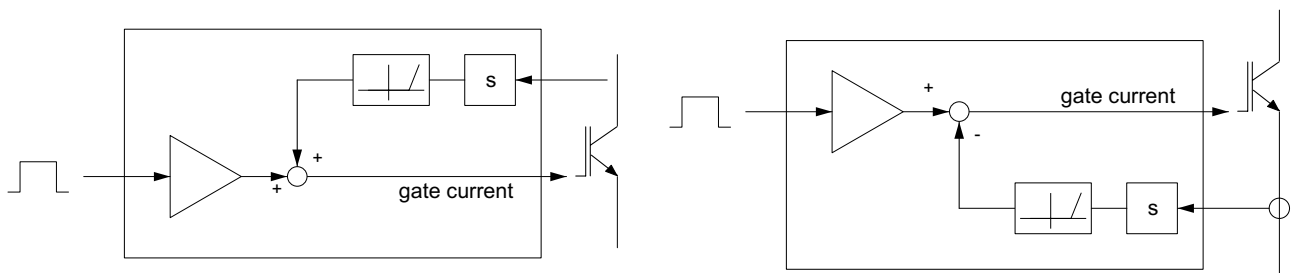 s
+
+
gate current
+
gate current
-
s